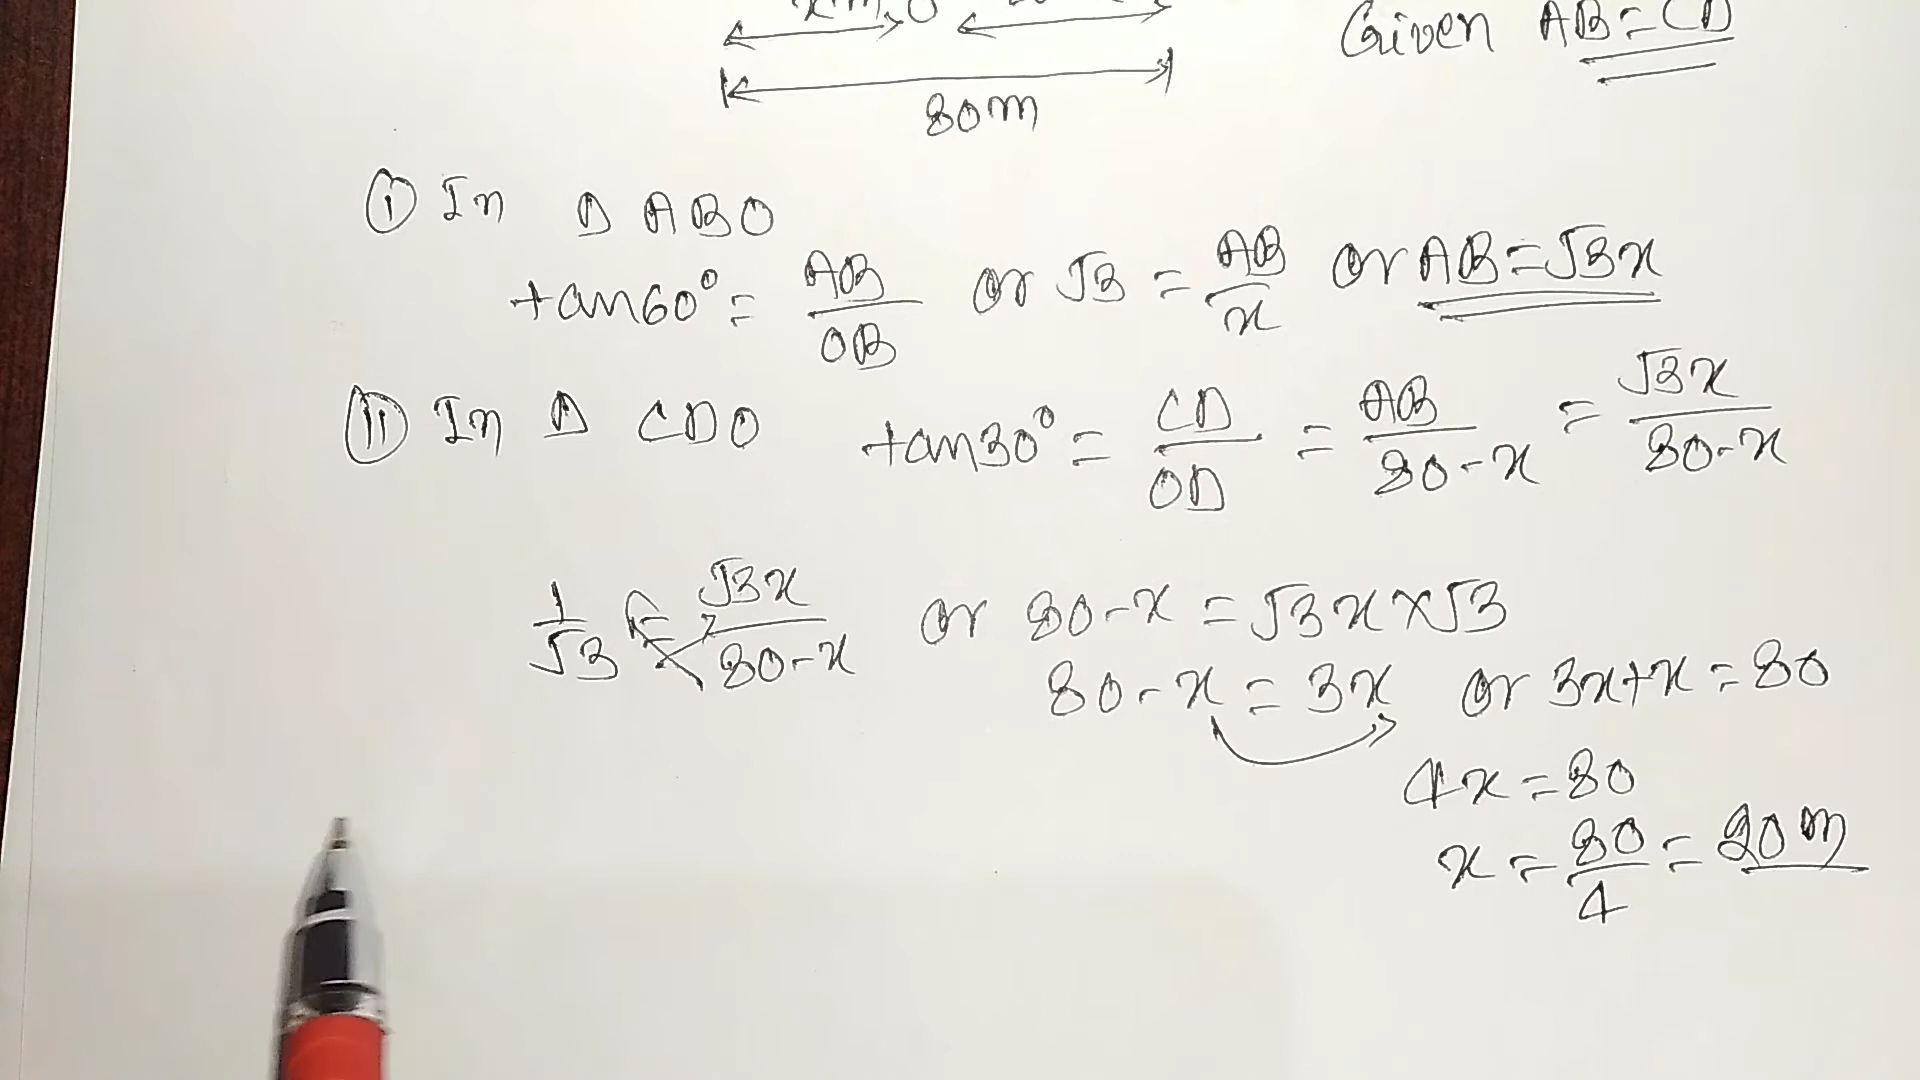 Given AB=CD
80m
(i) In Δ ABO
tan60° = AB/OB or √3 = AB/x or AB=√3x
(ii) In Δ CDO tan30° = CD/OD = AB/80-x = √3x/80-x
1/√3 = √3x/80-x or 80-x = √3x×√3
80-x = 3x or 3x+x=80
4x=80
x=80/4=20m